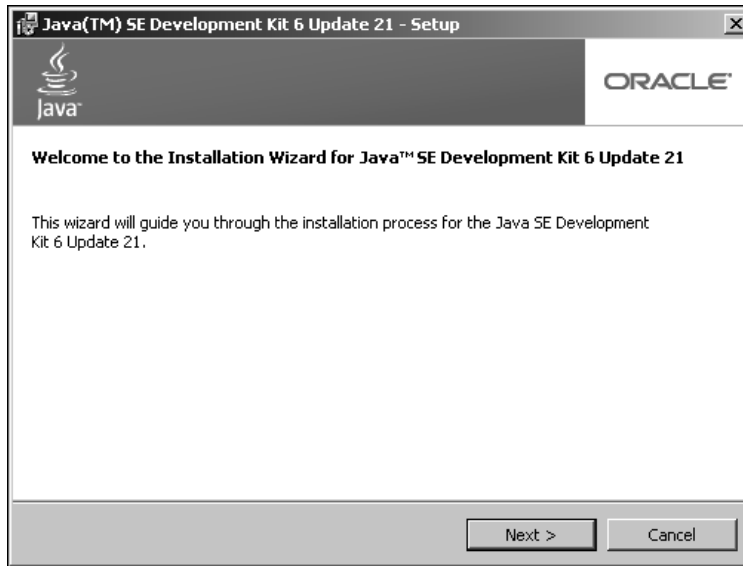 Java(TM) SE Development Kit 6 Update 21 - Setup
Java™
ORACLE®
Welcome to the Installation Wizard for Java™ SE Development Kit 6 Update 21
This wizard will guide you through the installation process for the Java SE Development
Kit 6 Update 21.
Next >
Cancel